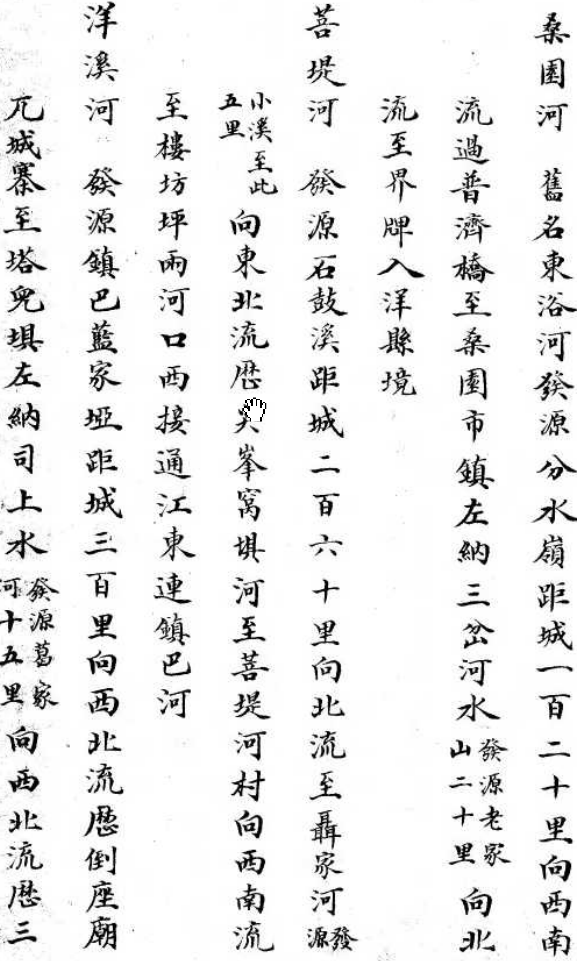 桑園河 舊名東浴河發源分水嶺距城一百二十里向西南
流過普濟橋至桑園市鎮左納三岔河水發源老家山二十里向北
流至界牌入洋縣境
菩堤河 發源石鼓溪距城二百六十里向北流至聶家河發源
小溪至此五里向東北流歷 峯窩埧河至菩堤河村向西南流
至樓坊坪兩河口西接通江東連鎮巴河
洋溪河 發源鎮巴藍家埡距城三百里向西北流歷倒座廟
兀城寨至塔兒埧左納司上水發源葛家河十五里向西北流歷三